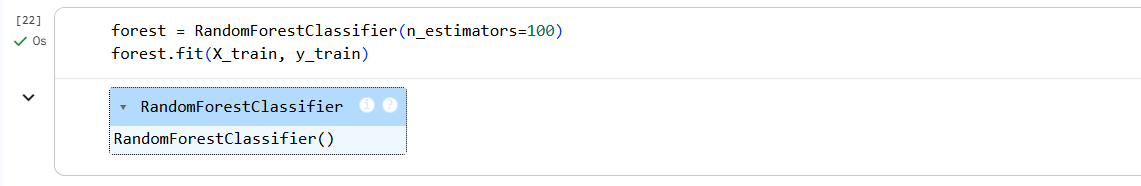 [22]
0s
forest = RandomForestClassifier(n_estimators=100)
forest.fit(X_train, y_train)
RandomForestClassifier i ?
RandomForestClassifier()